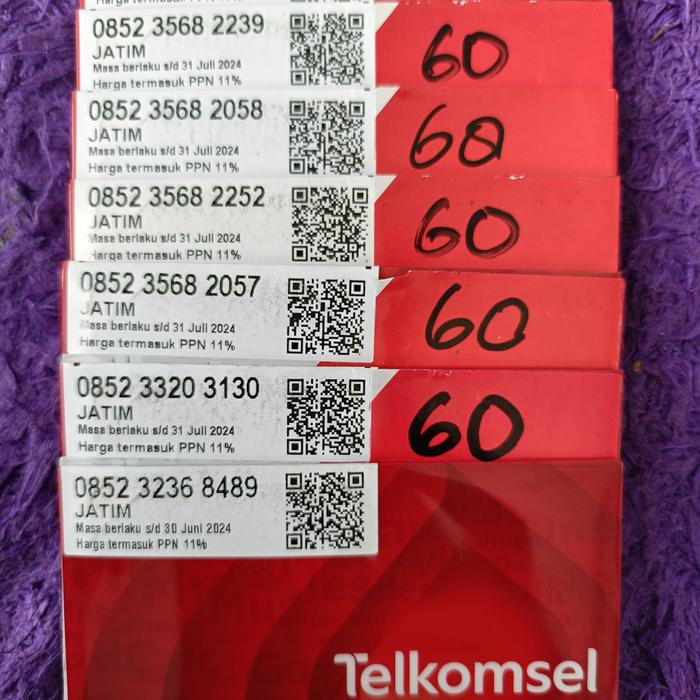 Harga termasuk PPN 11%
0852 3568 2239
JATIM
Masa berlaku s/d 31 Juli 2024
Harga termasuk PPN 11%
60
0852 3568 2058
JATIM
Masa berlaku s/d 31 Juli 2024
Harga termasuk PPN 11%
60
0852 3568 2252
JATIM
Masa berlaku s/d 31 Juli 2024
Harga termasuk PPN 11%
60
0852 3568 2057
JATIM
Masa berlaku s/d 31 Juli 2024
Harga termasuk PPN 11%
60
0852 3320 3130
JATIM
Masa berlaku s/d 31 Juli 2024
Harga termasuk PPN 11%
60
0852 3236 8489
JATIM
Masa berlaku s/d 30 Juni 2024
Harga termasuk PPN 11%
Telkomsel